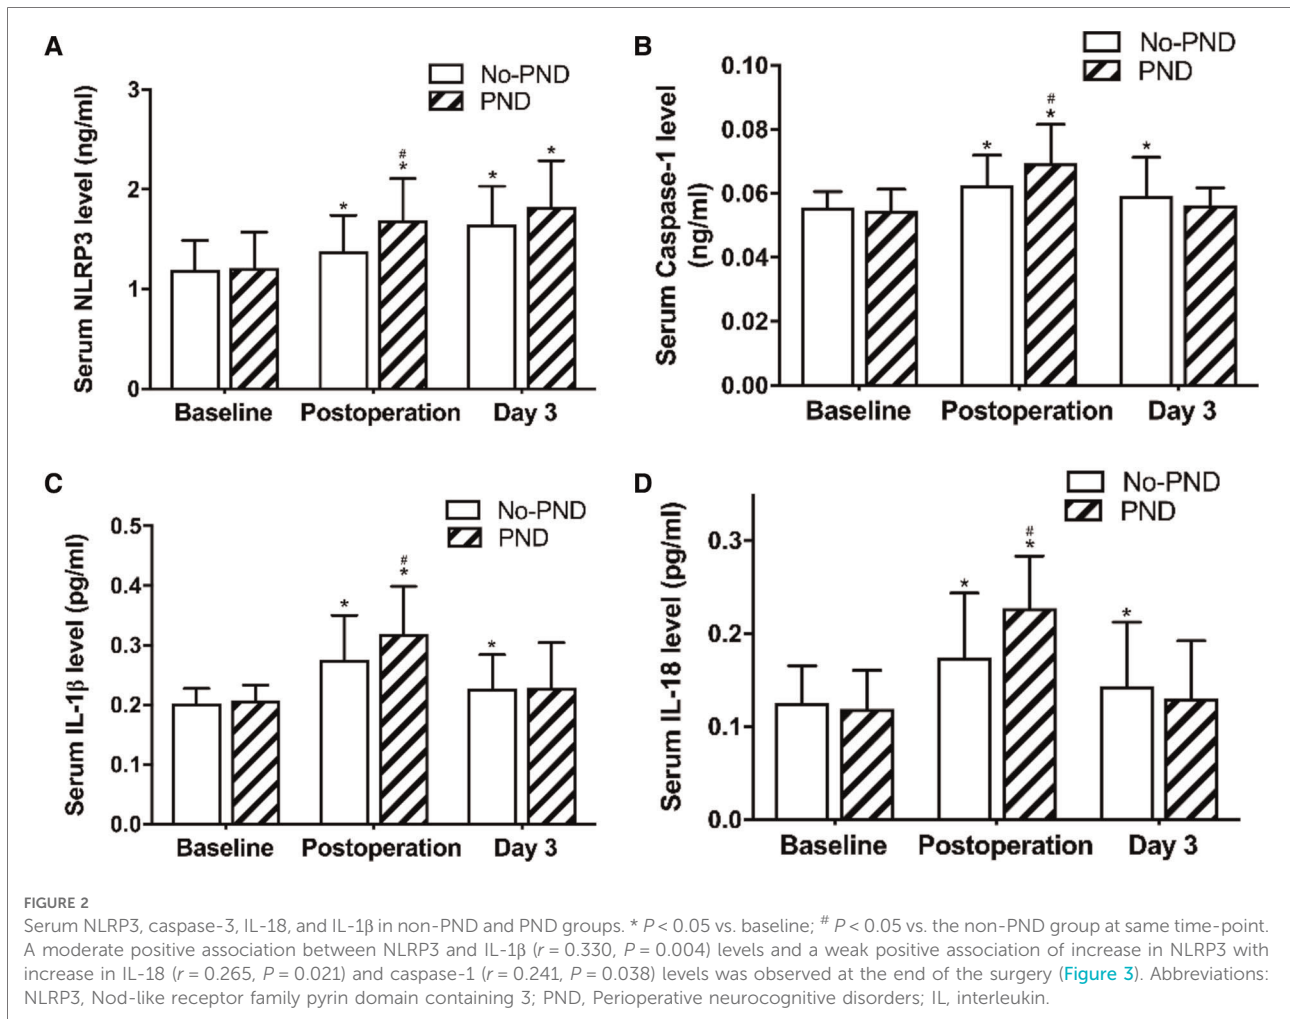 A
No-PND
PND
Serum NLRP3 level (ng/ml)
3
2
1
0
#
*
*
*
*
Baseline
Postoperation
Day 3
B
No-PND
PND
Serum Caspase-1 level
(ng/ml)
0.10
0.08
0.06
0.04
0.02
0.00
#
*
*
*
Baseline
Postoperation
Day 3
C
No-PND
PND
Serum IL-1β level (pg/ml)
0.5
0.4
0.3
0.2
0.1
0.0
#
*
*
*
Baseline
Postoperation
Day 3
D
No-PND
PND
Serum IL-18 level (pg/ml)
0.3
0.2
0.1
0.0
#
*
*
*
Baseline
Postoperation
Day 3
FIGURE 2
Serum NLRP3, caspase-3, IL-18, and IL-1β in non-PND and PND groups. * P < 0.05 vs. baseline; # P < 0.05 vs. the non-PND group at same time-point.
A moderate positive association between NLRP3 and IL-1β (r = 0.330, P = 0.004) levels and a weak positive association of increase in NLRP3 with
increase in IL-18 (r = 0.265, P = 0.021) and caspase-1 (r = 0.241, P = 0.038) levels was observed at the end of the surgery (Figure 3). Abbreviations:
NLRP3, Nod-like receptor family pyrin domain containing 3; PND, Perioperative neurocognitive disorders; IL, interleukin.